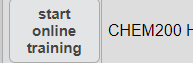 start
online
training
CHEM200 H